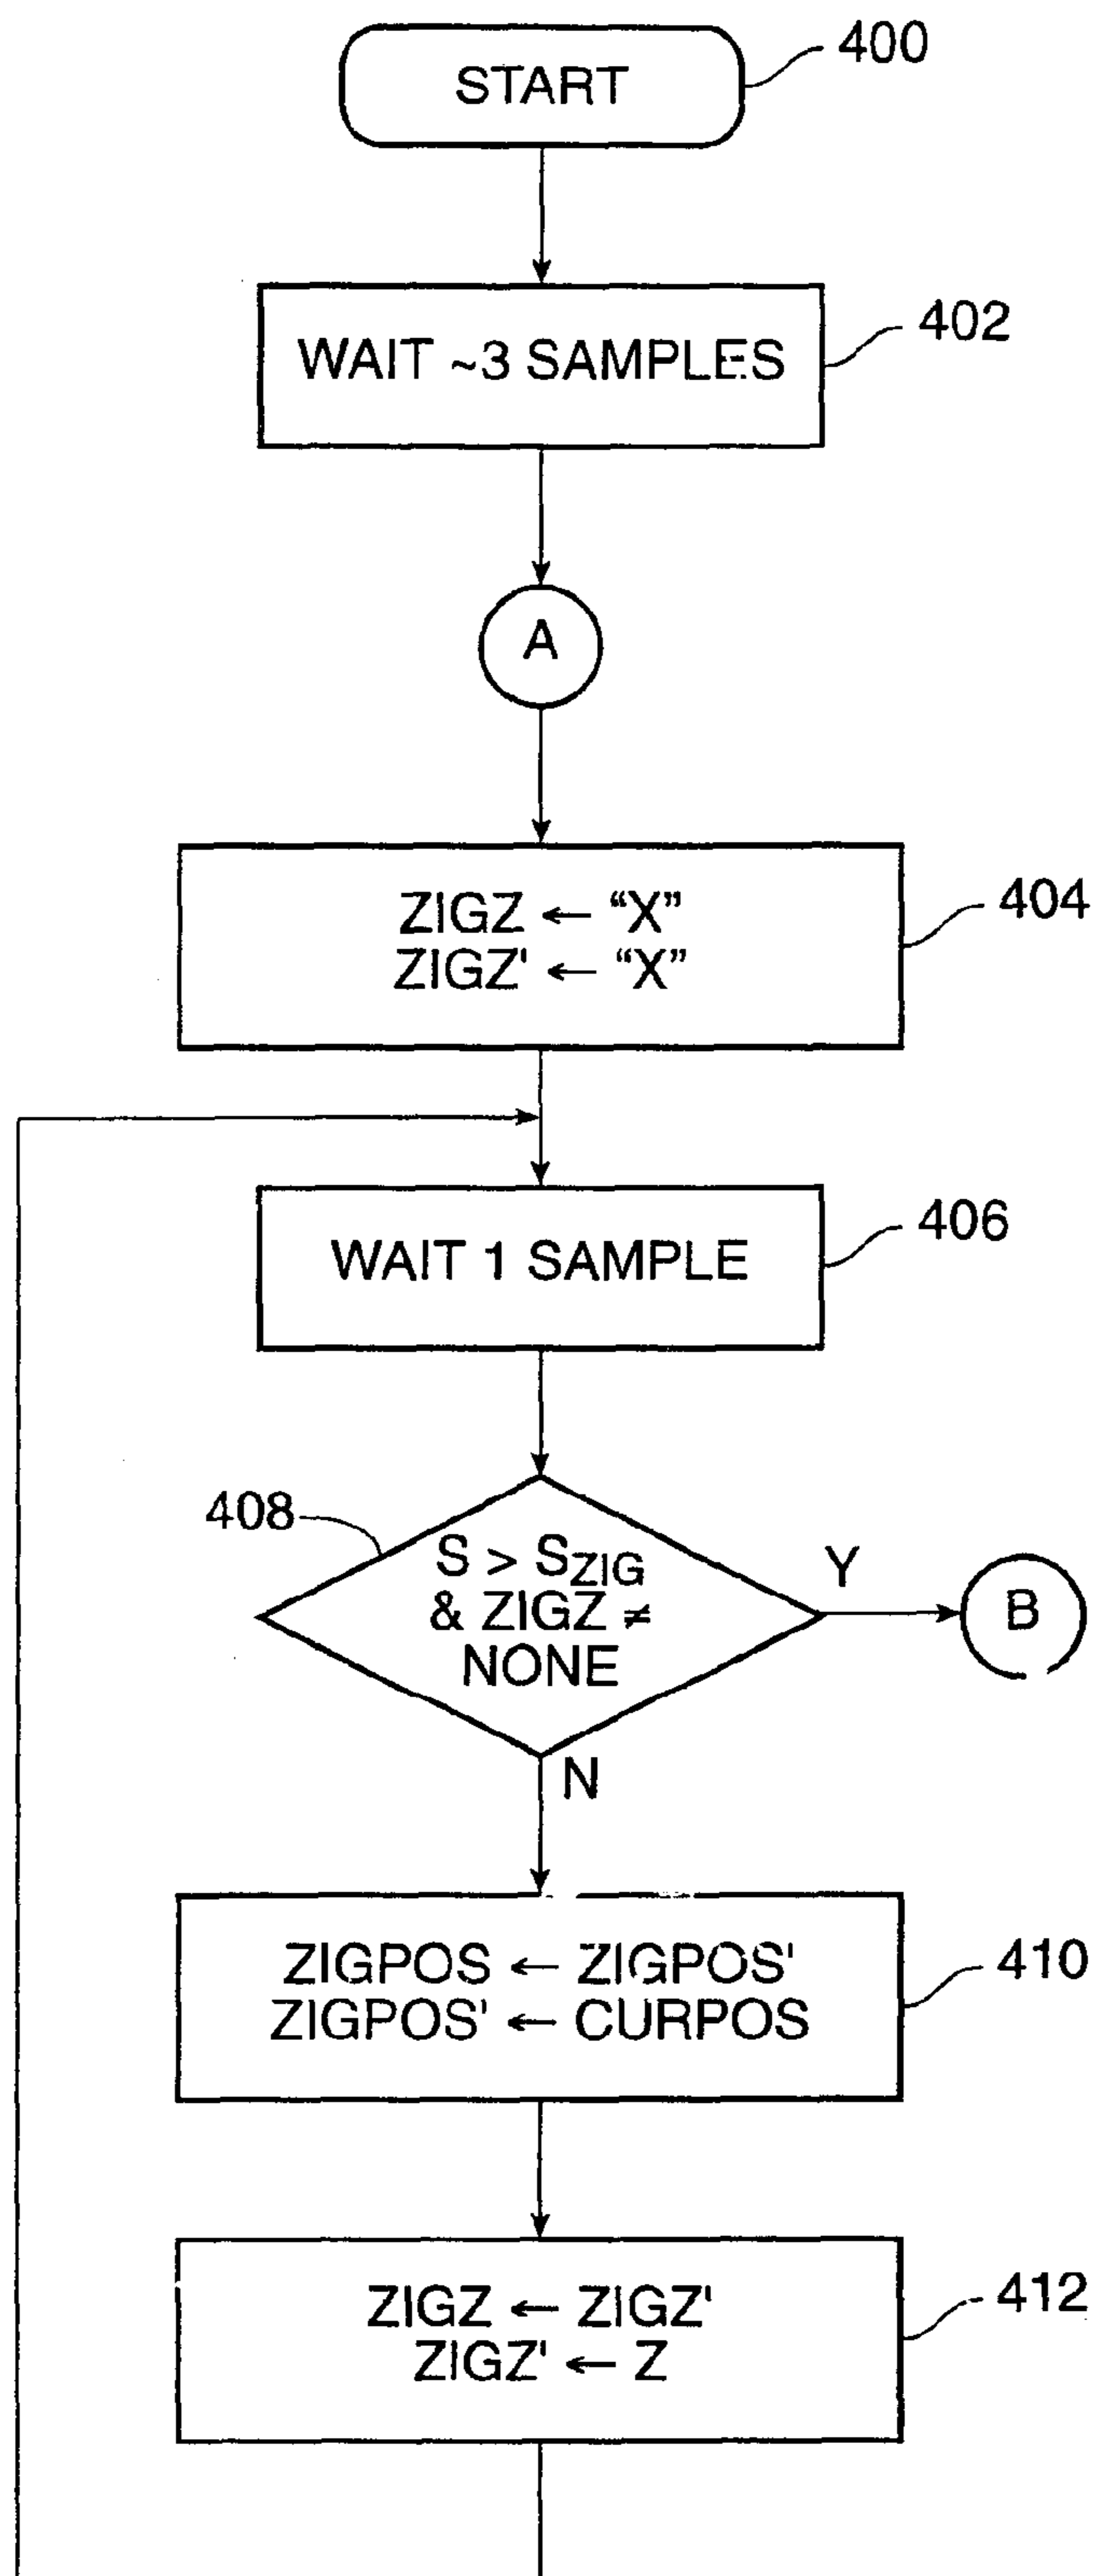 START
400
WAIT ~3 SAMPLES
402
A
ZIGZ ← “X”
ZIGZ' ← “X”
404
WAIT 1 SAMPLE
406
408
S > SZIG
& ZIGZ ≠
NONE
Y
B
N
ZIGPOS ← ZIGPOS'
ZIGPOS' ← CURPOS
410
ZIGZ ← ZIGZ'
ZIGZ' ← Z
412